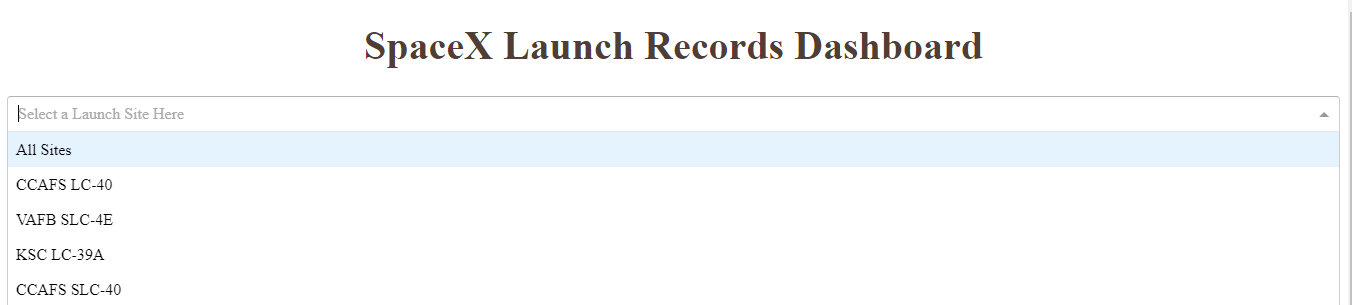 SpaceX Launch Records Dashboard
Select a Launch Site Here
All Sites
CCAFS LC-40
VAFB SLC-4E
KSC LC-39A
CCAFS SLC-40